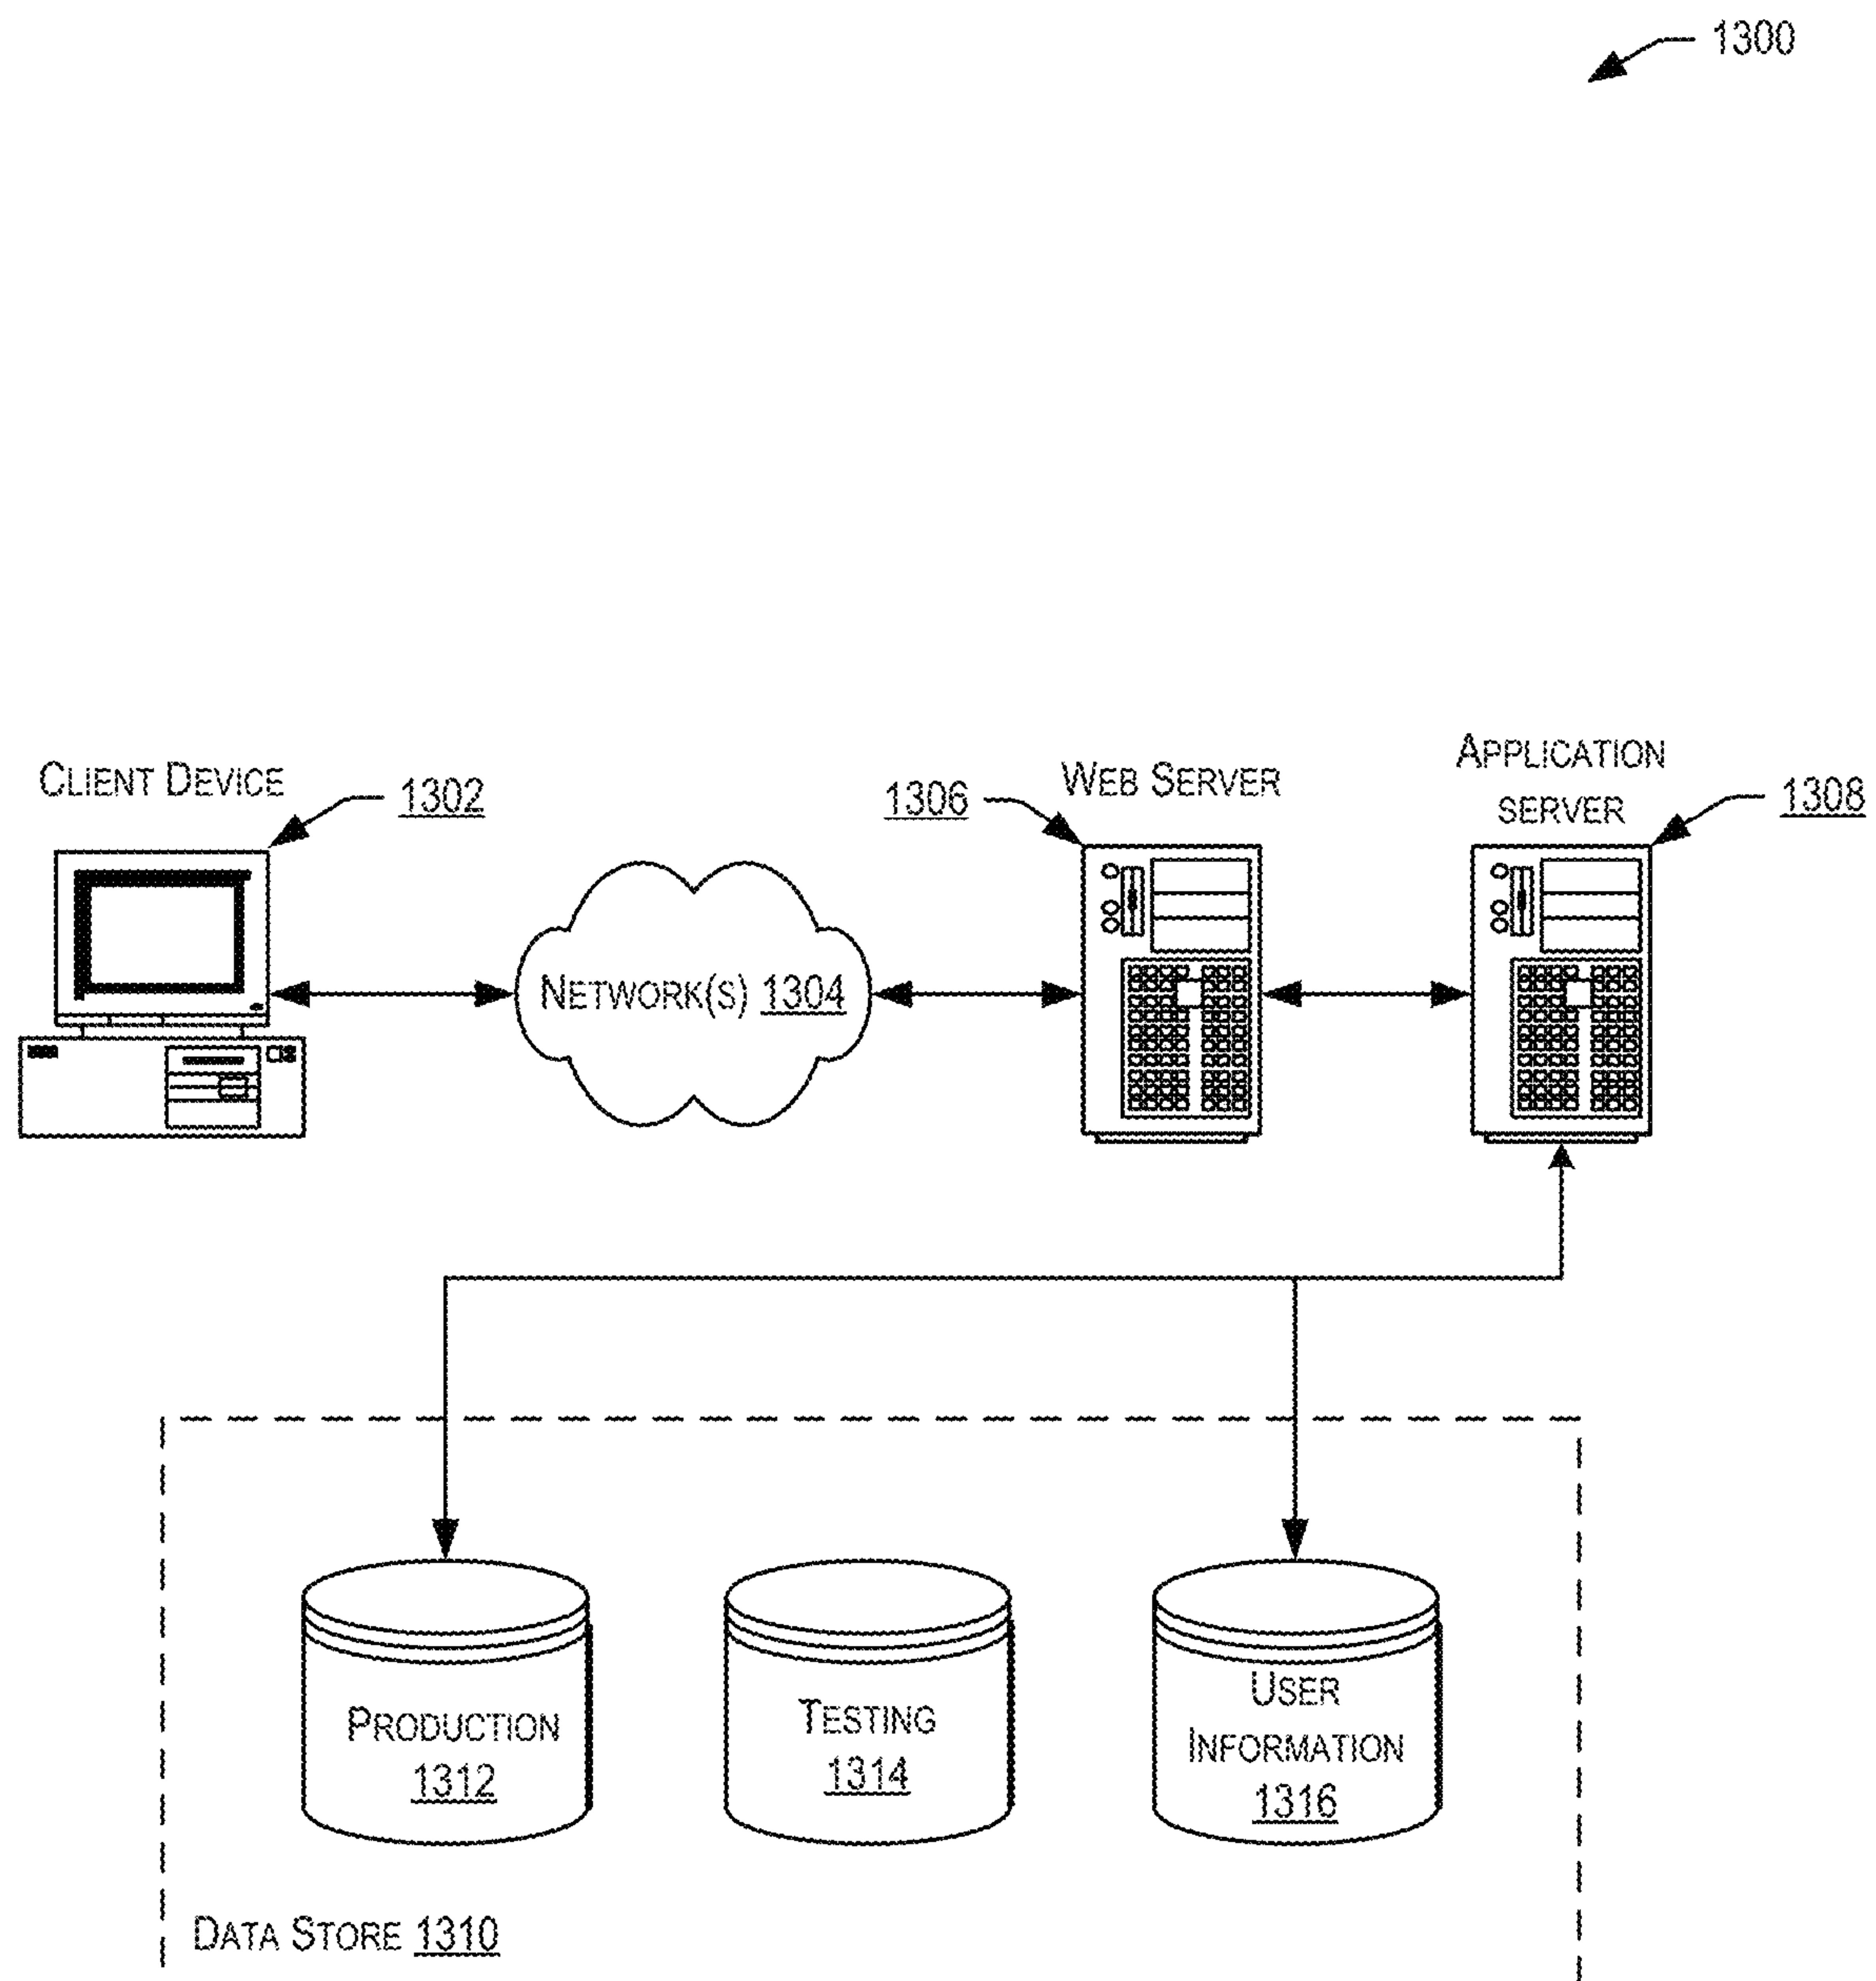 1300
CLIENT DEVICE
1302
1306
WEB SERVER
APPLICATION
SERVER
1308
NETWORK(S) 1304
PRODUCTION
1312
TESTING
1314
USER
INFORMATION
1316
DATA STORE 1310